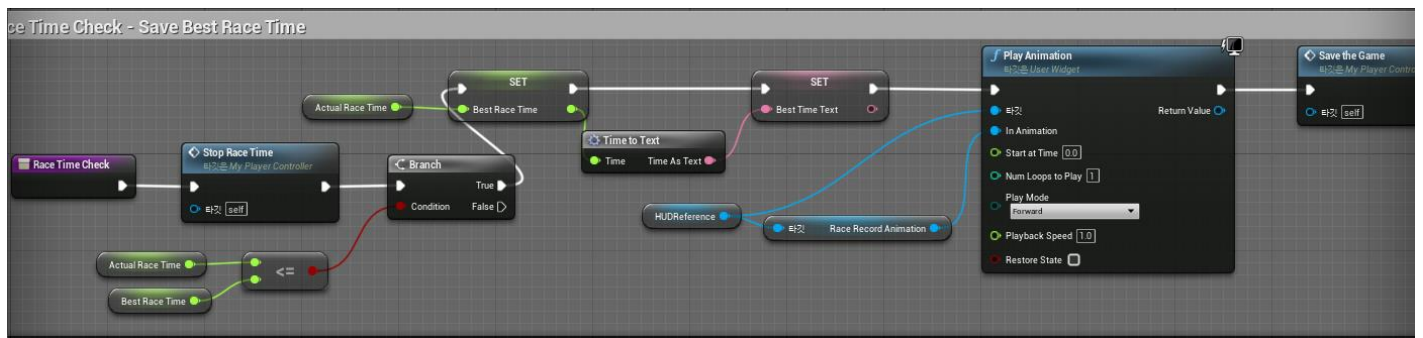 ce Time Check - Save Best Race Time
Race Time Check
Stop Race Time
타깃은 My Player Controller
타깃 self
Actual Race Time
Best Race Time
<=
Branch
True
Condition
False
Actual Race Time
SET
Best Race Time
Time to Text
Time
Time As Text
SET
Best Time Text
HUDReference
타깃
Race Record Animation
Play Animation
타깃은 User Widget
타깃
Return Value
In Animation
Start at Time 0.0
Num Loops to Play 1
Play Mode
Forward
Playback Speed 1.0
Restore State
Save the Game
타깃은 My Player Contro
타깃 self